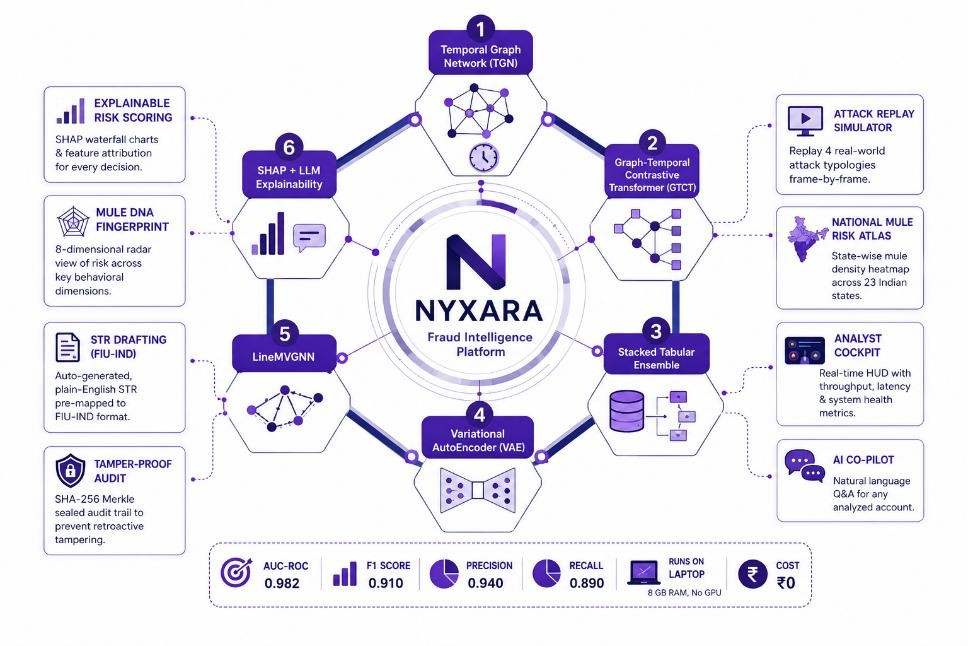 1
Temporal Graph
Network (TGN)
2
Graph-Temporal
Contrastive
Transformer (GTCT)
3
Stacked Tabular
Ensemble
4
Variational
AutoEncoder (VAE)
5
LineMVGNN
6
SHAP + LLM
Explainability
N
NYXARA
Fraud Intelligence
Platform
EXPLAINABLE
RISK SCORING
SHAP waterfall charts
& feature attribution
for every decision.
MULE DNA
FINGERPRINT
8-dimensional radar
view of risk across
key behavioral
dimensions.
STR DRAFTING
(FIU-IND)
Auto-generated,
plain-English STR
pre-mapped to
FIU-IND format.
TAMPER-PROOF
AUDIT
SHA-256 Merkle
sealed audit trail to
prevent retroactive
tampering.
ATTACK REPLAY
SIMULATOR
Replay 4 real-world
attack typologies
frame-by-frame.
NATIONAL MULE
RISK ATLAS
State-wise mule
density heatmap
across 23 Indian
states.
ANALYST
COCKPIT
Real-time HUD with
throughput, latency
& system health
metrics.
AI CO-PILOT
Natural language
Q&A for any
analyzed account.
AUC-ROC
0.982
F1 SCORE
0.910
PRECISION
0.940
RECALL
0.890
RUNS ON
LAPTOP
8 GB RAM, No GPU
₹
COST
₹0